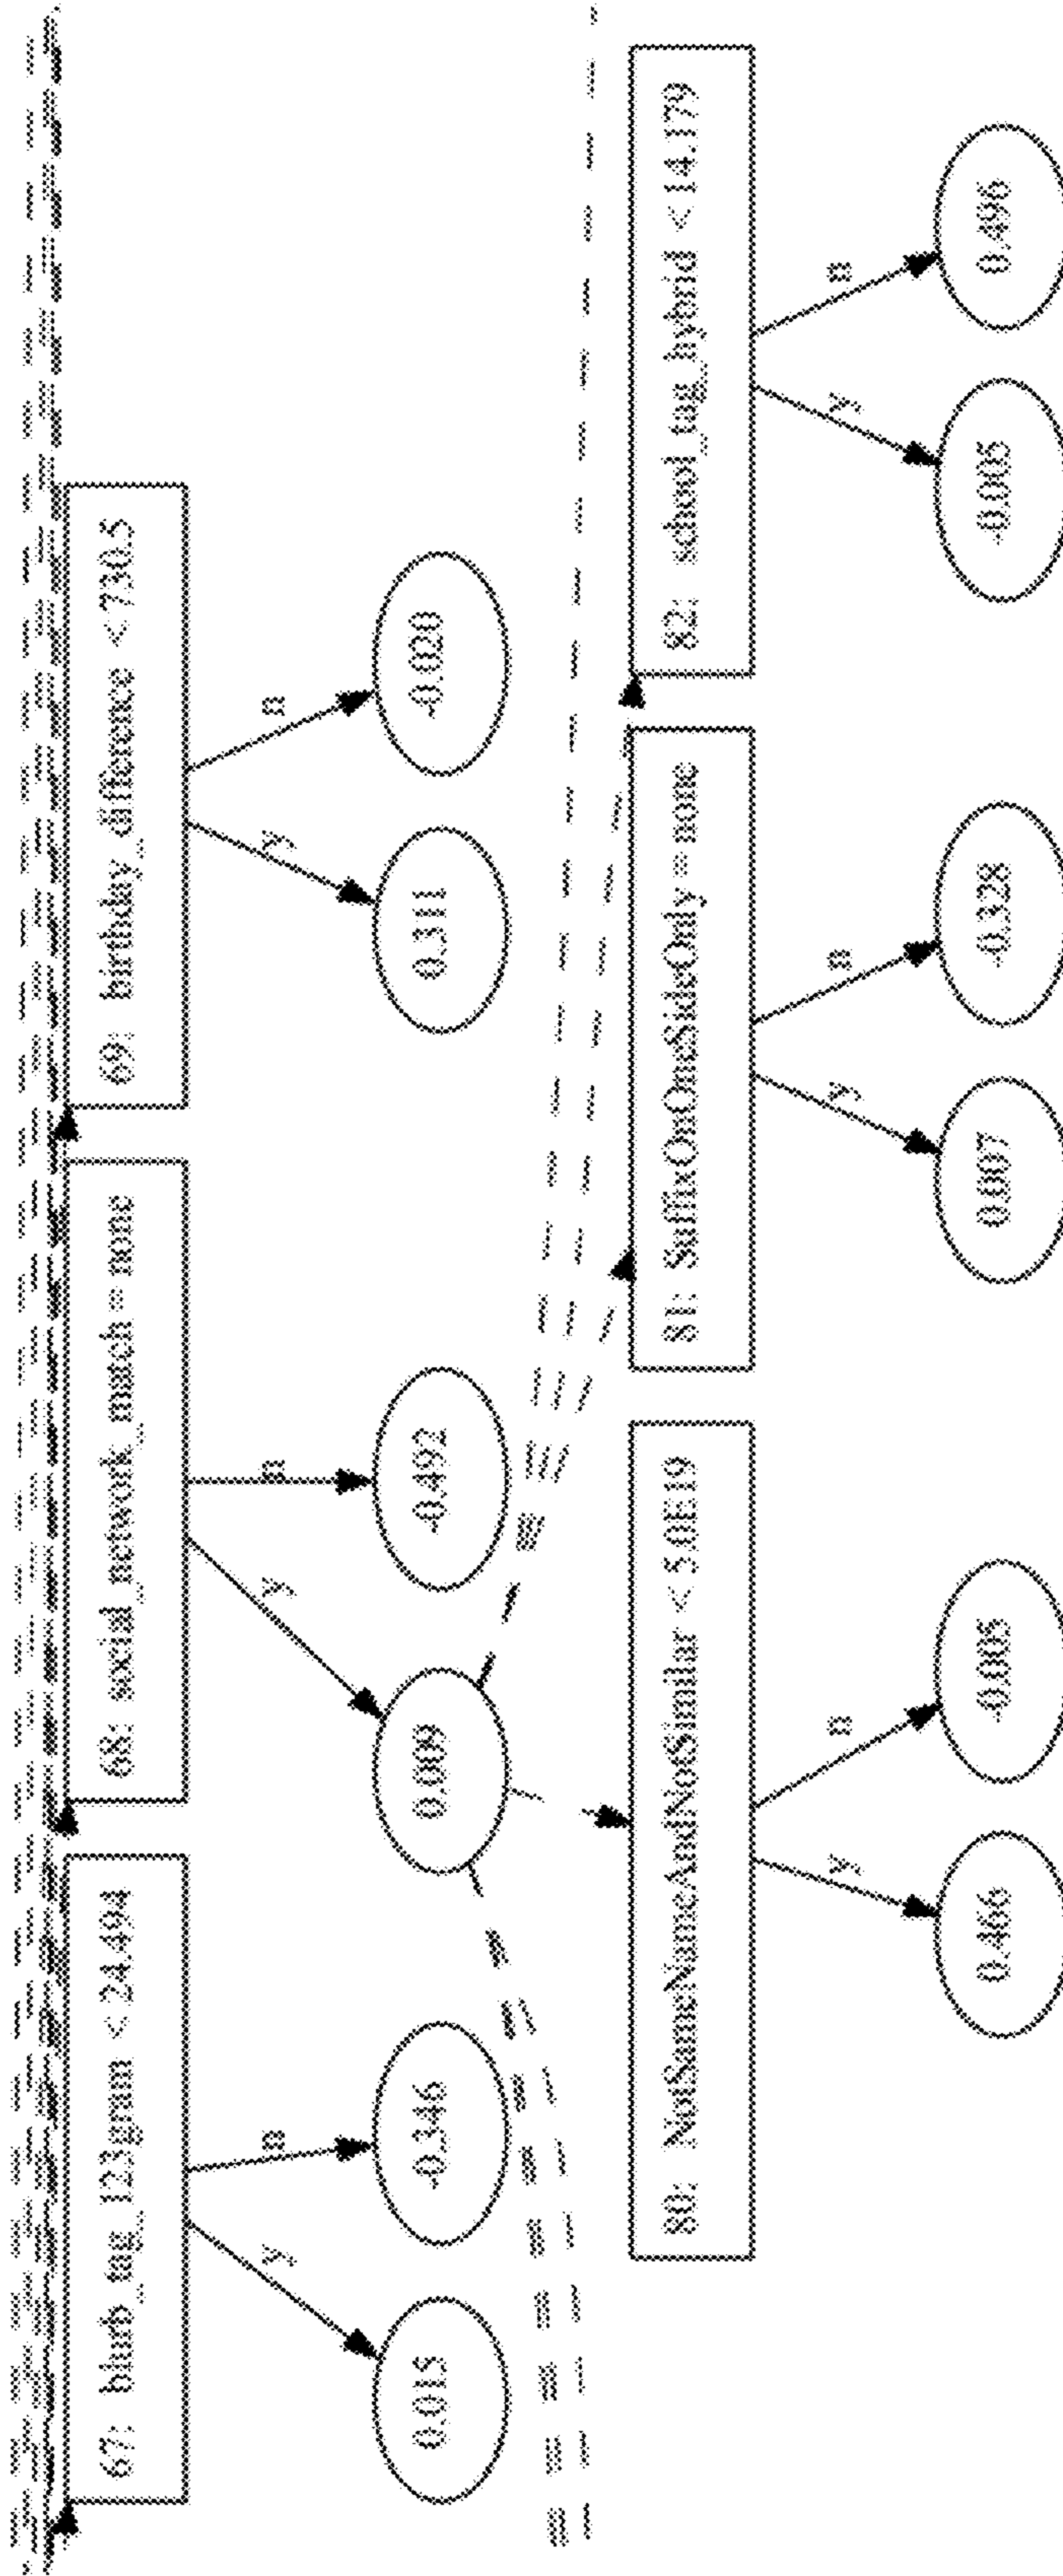 67: blurb_tag_123gram < 24.494
y
n
0.015
-0.346
68: social_network_match = none
y
n
0.009
-0.492
69: birthday_difference < 730.5
y
n
0.311
-0.020
80: NotSameNameAndNotSimilar < 5.0E19
y
n
0.466
-0.005
81: SuffixOnOneSideOnly = none
y
n
0.007
-0.328
82: school_tag_hybrid < 14.179
y
n
-0.005
0.496